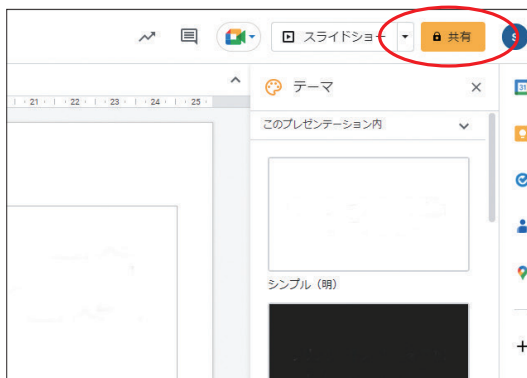 スライドショー
共有
S
テーマ
21 22 23 24 25
31
このプレゼンテーション内
シンプル（明）